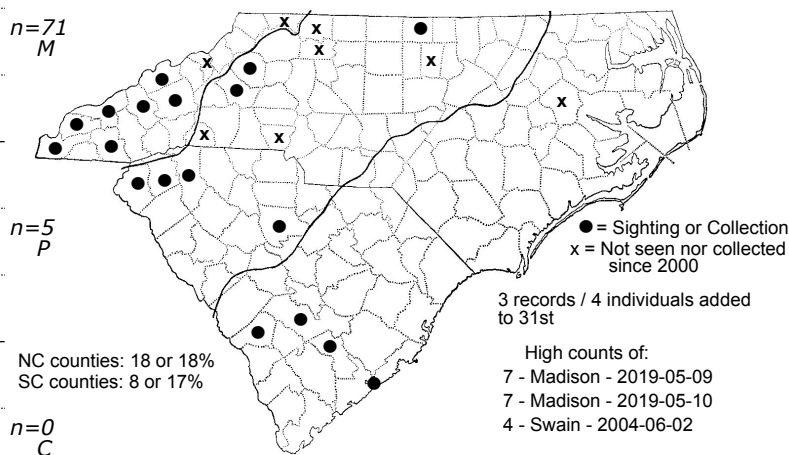 n=71
M
n=5
P
n=0
C
● = Sighting or Collection
x = Not seen nor collected
since 2000
3 records / 4 individuals added
to 31st
NC counties: 18 or 18%
SC counties: 8 or 17%
High counts of:
7 - Madison - 2019-05-09
7 - Madison - 2019-05-10
4 - Swain - 2004-06-02